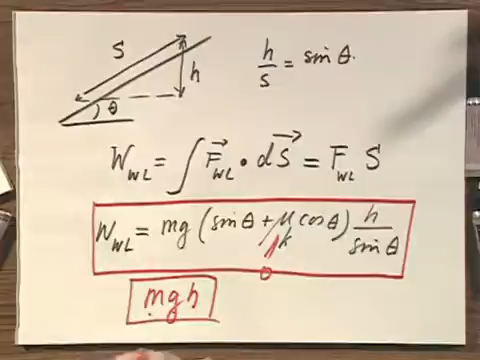 S
h
θ
h/s = sin θ.
W_WL = ∫ F⃗_WL • dS⃗ = F_WL S
W_WL = mg (sin θ + μ_k cos θ) h/sin θ
0
mgh